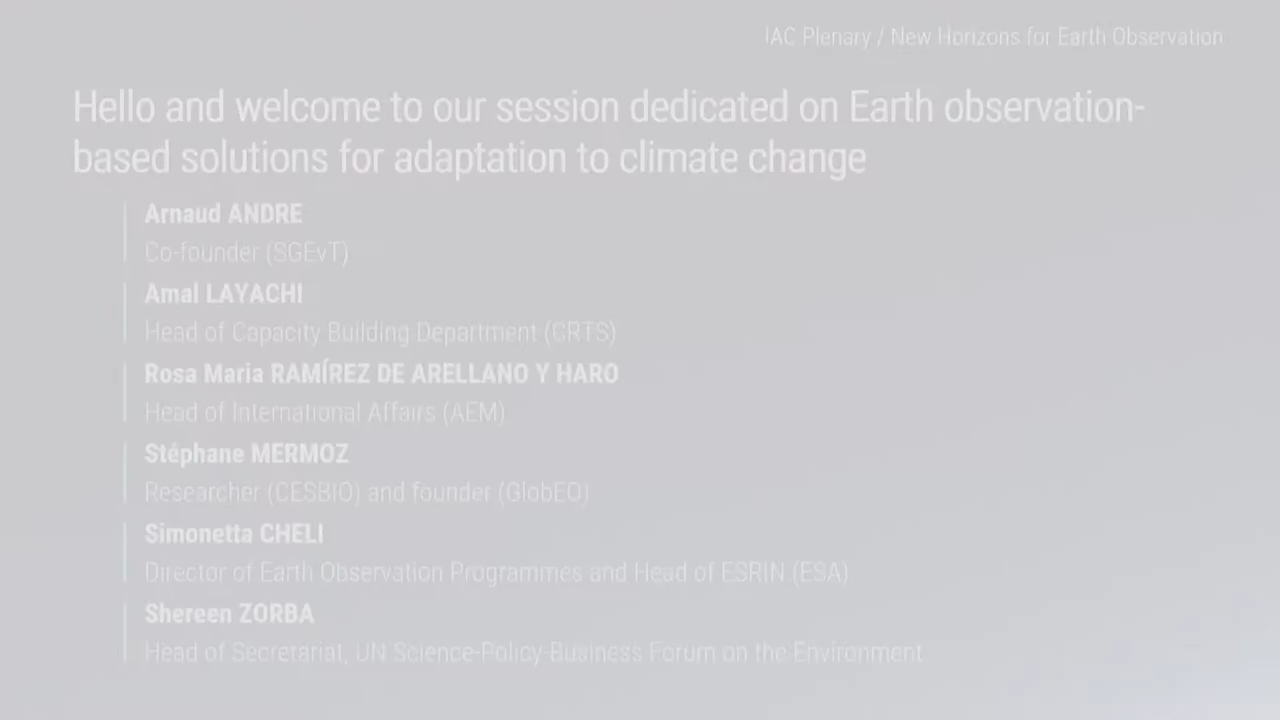 IAC Plenary / New Horizons for Earth Observation
Hello and welcome to our session dedicated on Earth observation-
based solutions for adaptation to climate change
Arnaud ANDRE
Co-founder (SGEvT)
Amal LAYACHI
Head of Capacity Building Department (CRTS)
Rosa Maria RAMÍREZ DE ARELLANO Y HARO
Head of International Affairs (AEM)
Stéphane MERMOZ
Researcher (CESBIO) and founder (GlobEO)
Simonetta CHELI
Director of Earth Observation Programmes and Head of ESRIN (ESA)
Shereen ZORBA
Head of Secretariat, UN Science-Policy-Business Forum on the Environment